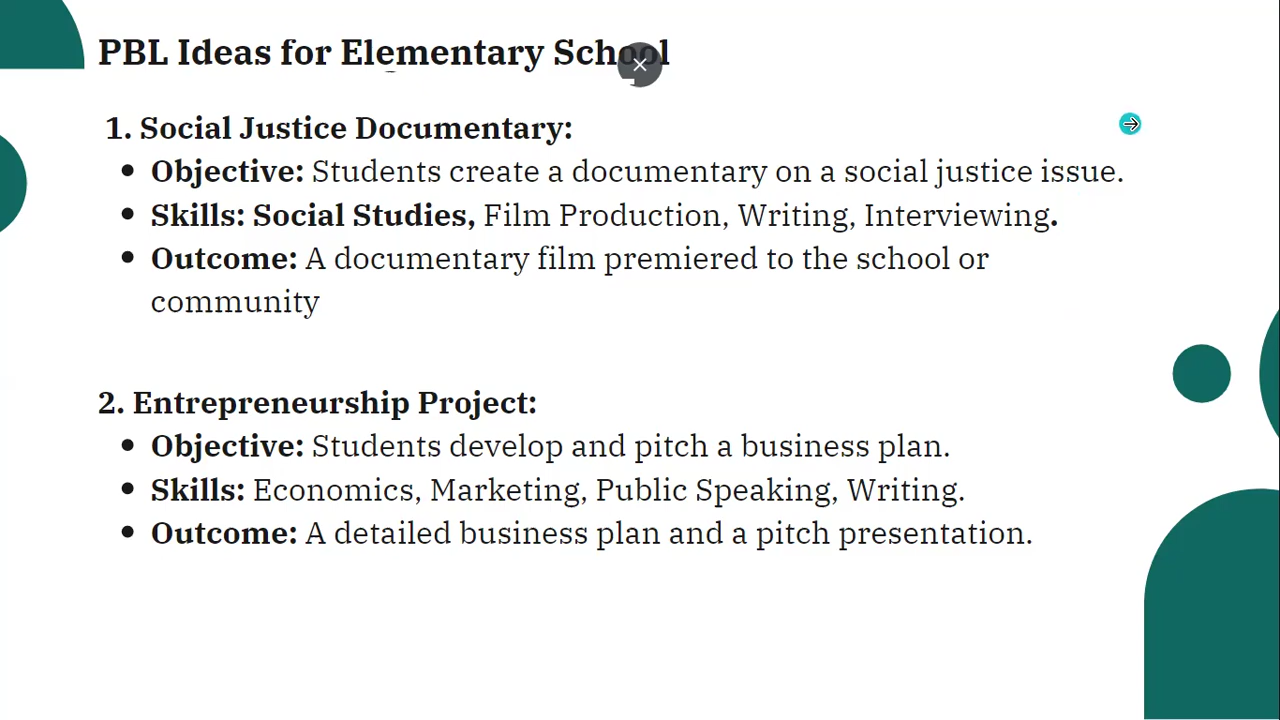 PBL Ideas for Elementary School
1. Social Justice Documentary:
• Objective: Students create a documentary on a social justice issue.
• Skills: Social Studies, Film Production, Writing, Interviewing.
• Outcome: A documentary film premiered to the school or
community
2. Entrepreneurship Project:
• Objective: Students develop and pitch a business plan.
• Skills: Economics, Marketing, Public Speaking, Writing.
• Outcome: A detailed business plan and a pitch presentation.